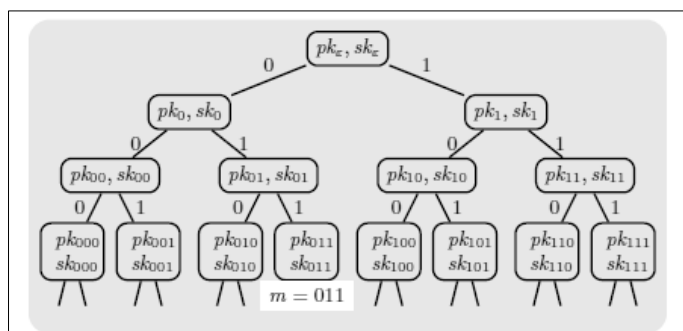 pk_ε, sk_ε
0 1
pk_0, sk_0 pk_1, sk_1
0 1 0 1
pk_00, sk_00 pk_01, sk_01 pk_10, sk_10 pk_11, sk_11
0 1 0 1 0 1 0 1
pk_000 pk_001 pk_010 pk_011 pk_100 pk_101 pk_110 pk_111
sk_000 sk_001 sk_010 sk_011 sk_100 sk_101 sk_110 sk_111
m = 011